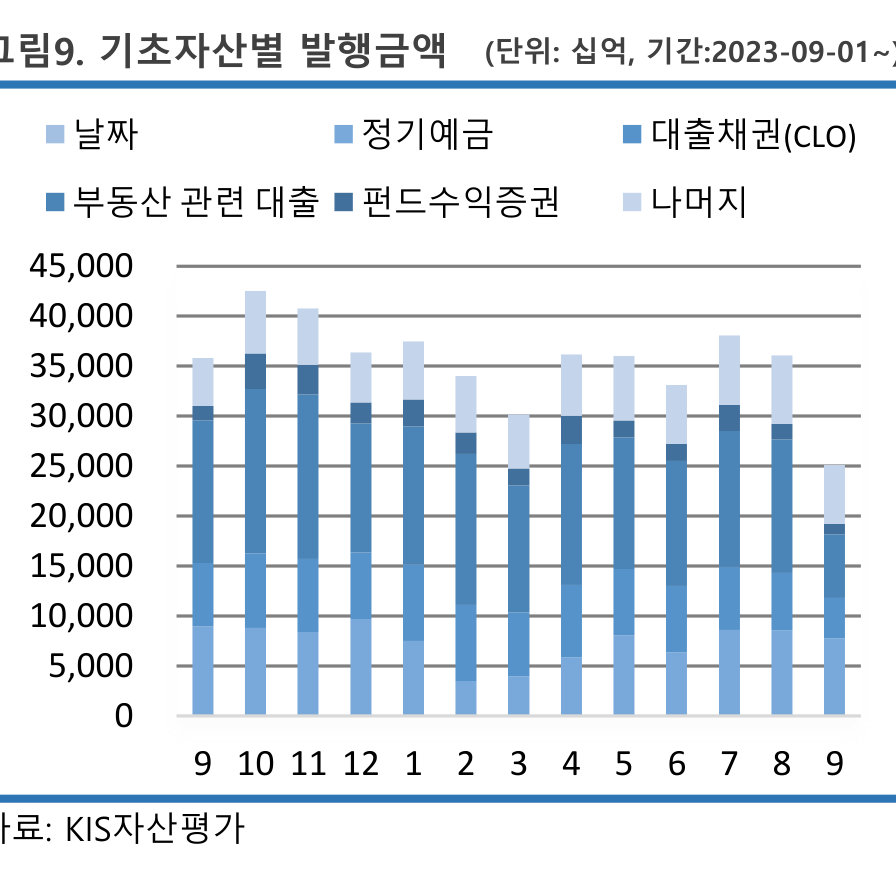 그림9. 기초자산별 발행금액 (단위: 십억, 기간:2023-09-01~)
날짜 정기예금 대출채권(CLO)
부동산 관련 대출 펀드수익증권 나머지
45,000
40,000
35,000
30,000
25,000
20,000
15,000
10,000
5,000
0
9 10 11 12 1 2 3 4 5 6 7 8 9
자료: KIS자산평가